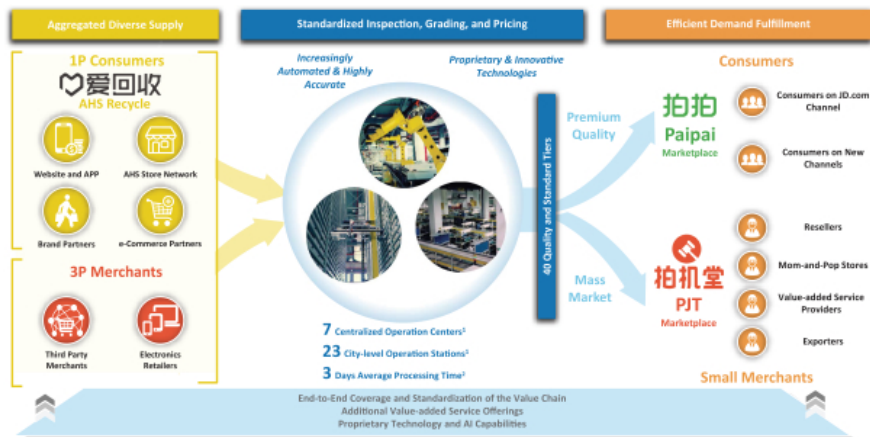 Aggregated Diverse Supply
Standardized Inspection, Grading, and Pricing
Efficient Demand Fulfillment
1P Consumers
爱回收
AHS Recycle
Website and APP
AHS Store Network
Brand Partners
e-Commerce Partners
3P Merchants
Third Party
Merchants
Electronics
Retailers
Increasingly
Automated & Highly
Accurate
Proprietary & Innovative
Technologies
7 Centralized Operation Centers¹
23 City-level Operation Stations¹
3 Days Average Processing Time²
40 Quality and Standard Tiers
Premium
Quality
Mass
Market
Consumers
拍拍
Paipai
Marketplace
Consumers on JD.com
Channel
Consumers on New
Channels
拍机堂
PJT
Marketplace
Resellers
Mom-and-Pop Stores
Value-added Service
Providers
Exporters
Small Merchants
End-to-End Coverage and Standardization of the Value Chain
Additional Value-added Service Offerings
Proprietary Technology and AI Capabilities